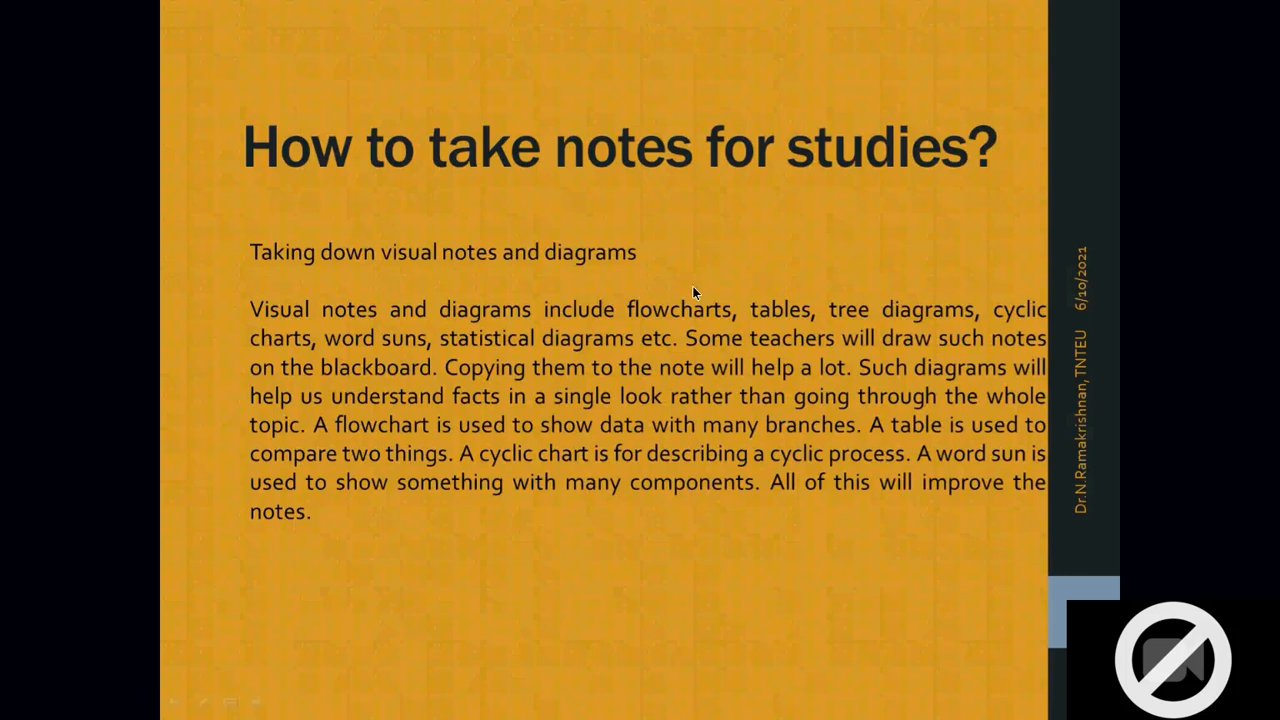 How to take notes for studies?
Taking down visual notes and diagrams
Visual notes and diagrams include flowcharts, tables, tree diagrams, cyclic
charts, word suns, statistical diagrams etc. Some teachers will draw such notes
on the blackboard. Copying them to the note will help a lot. Such diagrams will
help us understand facts in a single look rather than going through the whole
topic. A flowchart is used to show data with many branches. A table is used to
compare two things. A cyclic chart is for describing a cyclic process. A word sun is
used to show something with many components. All of this will improve the
notes.
Dr.N.Ramakrishnan,TNTEU 6/10/2021